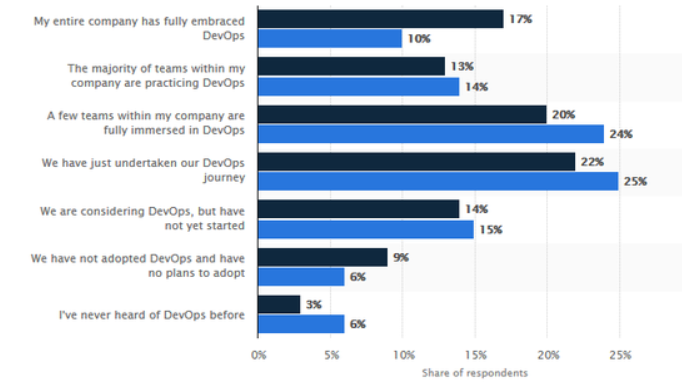 My entire company has fully embraced
DevOps
17%
10%
The majority of teams within my
company are practicing DevOps
13%
14%
A few teams within my company are
fully immersed in DevOps
20%
24%
We have just undertaken our DevOps
journey
22%
25%
We are considering DevOps, but have
not yet started
14%
15%
We have not adopted DevOps and have
no plans to adopt
9%
6%
I've never heard of DevOps before
3%
6%
0% 5% 10% 15% 20% 25%
Share of respondents